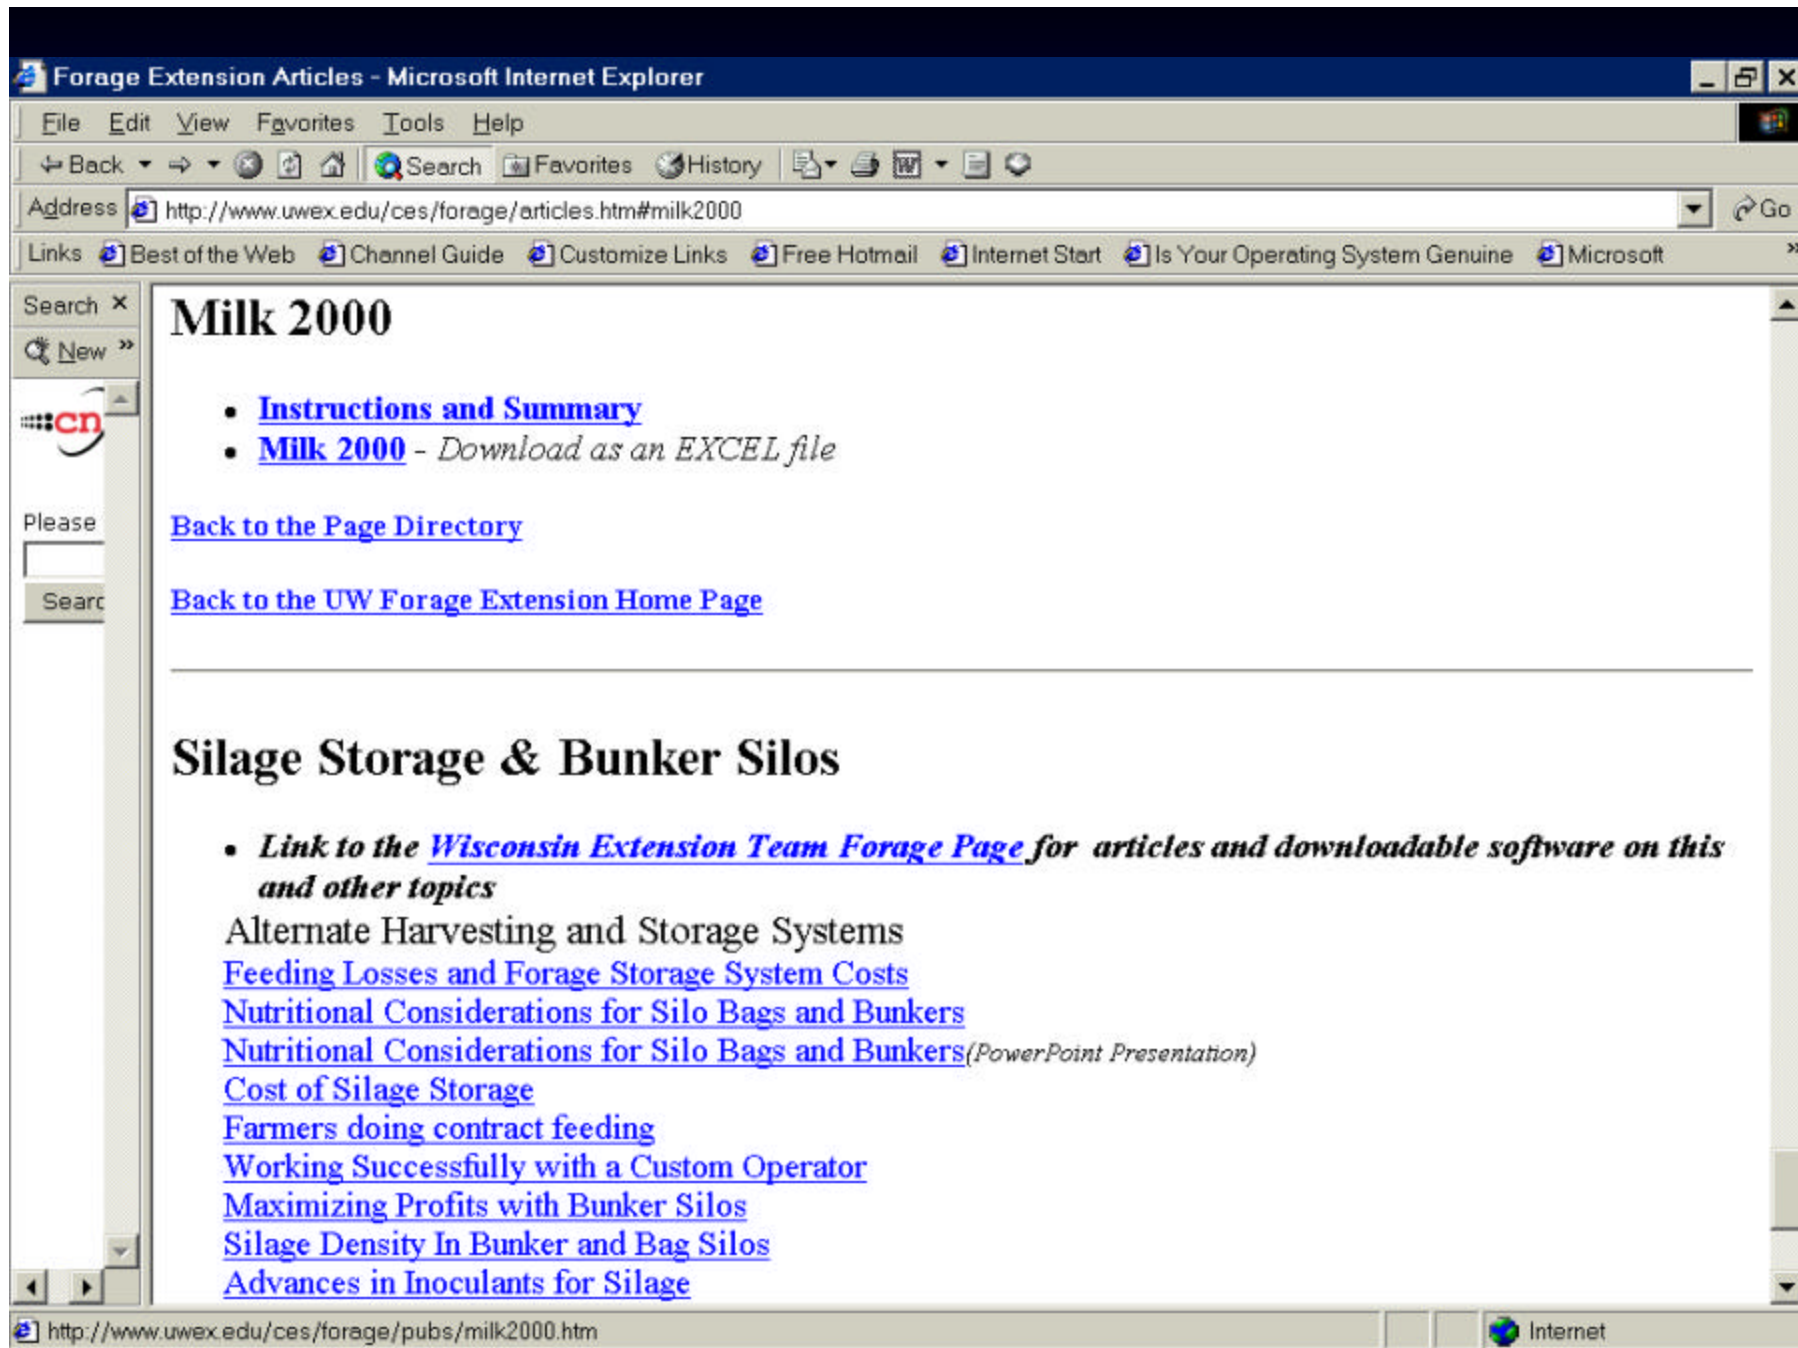 Forage Extension Articles - Microsoft Internet Explorer
File Edit View Favorites Tools Help
Back Search Favorites History
Address http://www.uwex.edu/ces/forage/articles.htm#milk2000 Go
Links Best of the Web Channel Guide Customize Links Free Hotmail Internet Start Is Your Operating System Genuine Microsoft »
Search ×
New »
cn
Please
Searc
Milk 2000
• Instructions and Summary
• Milk 2000 - Download as an EXCEL file
Back to the Page Directory
Back to the UW Forage Extension Home Page
Silage Storage & Bunker Silos
• Link to the Wisconsin Extension Team Forage Page for articles and downloadable software on this
and other topics
Alternate Harvesting and Storage Systems
Feeding Losses and Forage Storage System Costs
Nutritional Considerations for Silo Bags and Bunkers
Nutritional Considerations for Silo Bags and Bunkers(PowerPoint Presentation)
Cost of Silage Storage
Farmers doing contract feeding
Working Successfully with a Custom Operator
Maximizing Profits with Bunker Silos
Silage Density In Bunker and Bag Silos
Advances in Inoculants for Silage
http://www.uwex.edu/ces/forage/pubs/milk2000.htm Internet